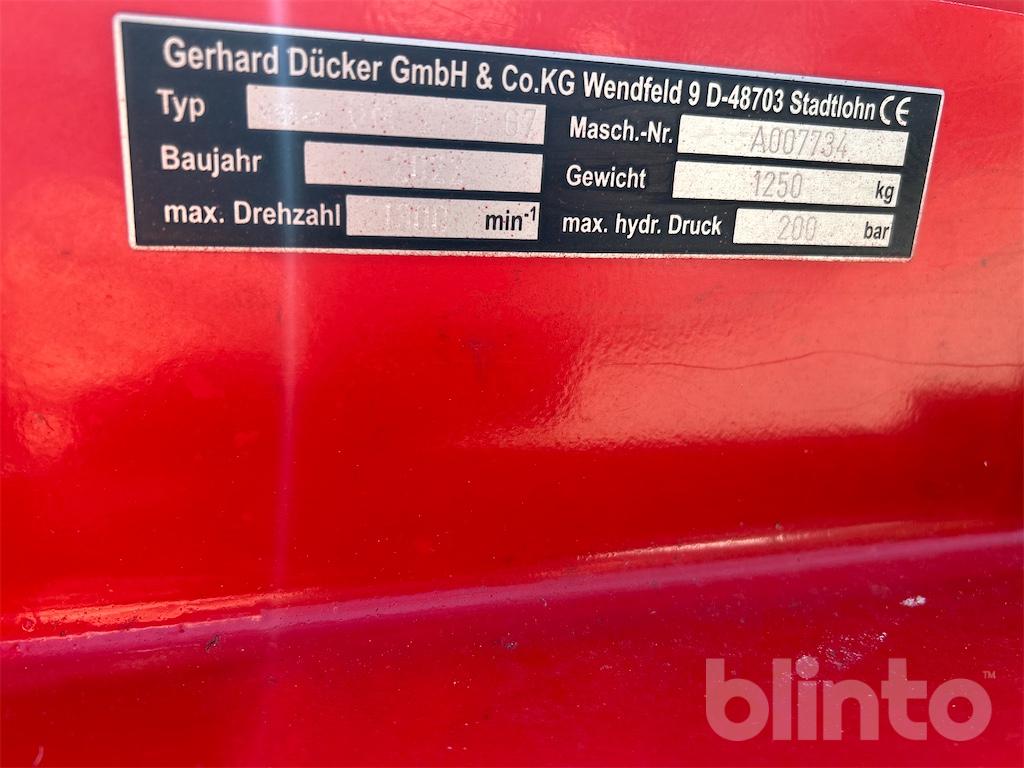 Gerhard Dücker GmbH & Co.KG Wendfeld 9 D-48703 Stadtlohn CE
Typ
Masch.-Nr. A007734
Baujahr
Gewicht 1250 kg
max. Drehzahl min-1
max. hydr. Druck 200 bar
blinto™